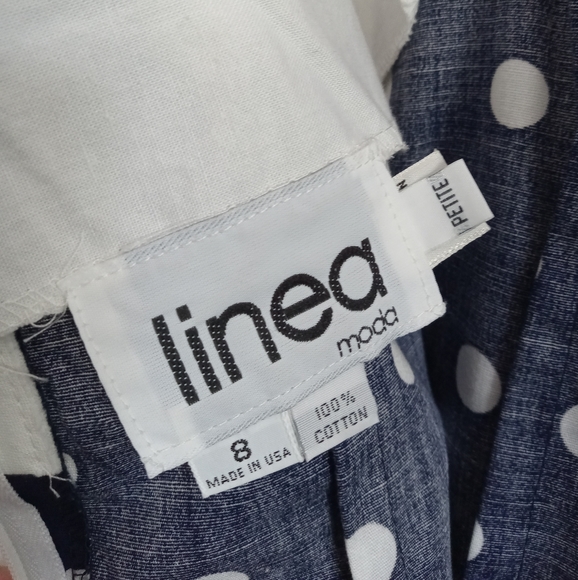 PETITE
linea
moda
8
MADE IN USA
100%
COTTON